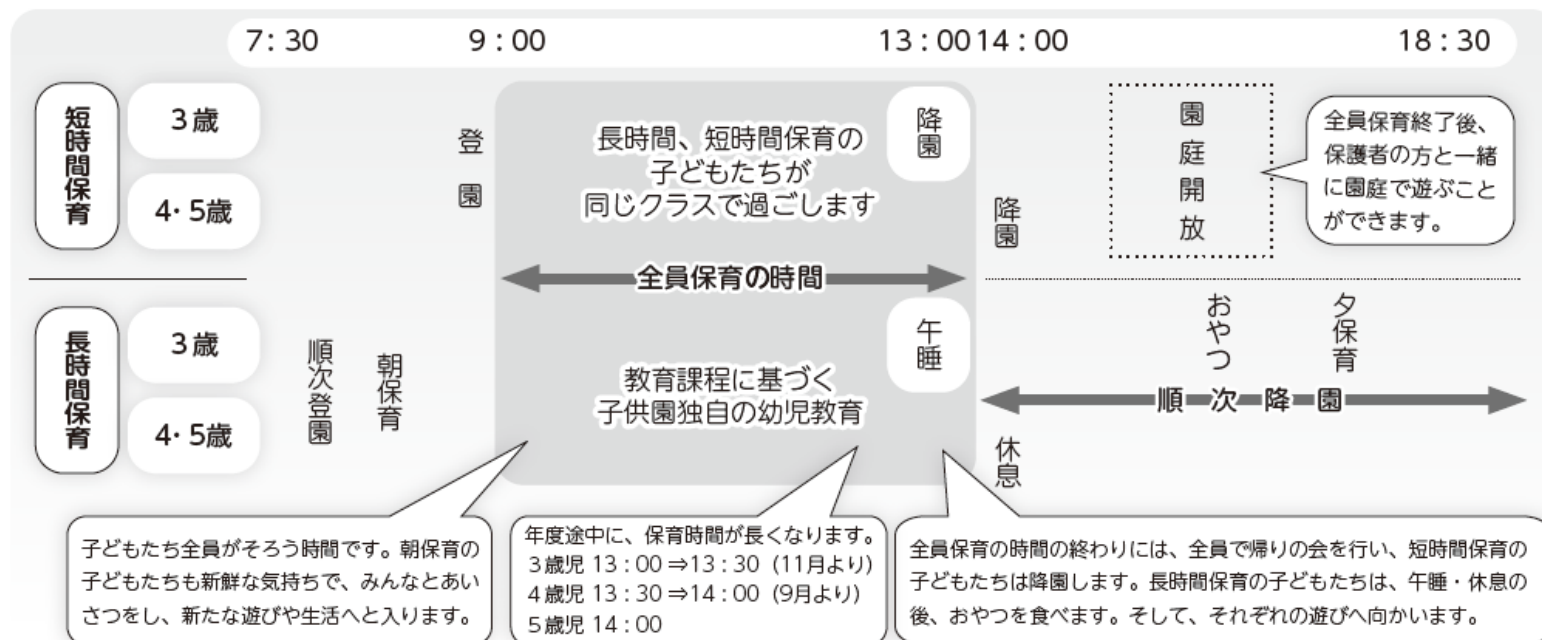 7:30
9:00
13:00
14:00
18:30
短時間保育
3歳
4・5歳
登園
長時間、短時間保育の
子どもたちが
同じクラスで過ごします
降園
降園
園庭開放
全員保育終了後、
保護者の方と一緒
に園庭で遊ぶこと
ができます。
全員保育の時間
長時間保育
3歳
4・5歳
順次登園
朝保育
教育課程に基づく
子供園独自の幼児教育
午睡
休息
おやつ
夕保育
順次降園
子どもたち全員がそろう時間です。朝保育の
子どもたちも新鮮な気持ちで、みんなとあい
さつをし、新たな遊びや生活へと入ります。
年度途中に、保育時間が長くなります。
3歳児 13:00⇒13:30 (11月より)
4歳児 13:30⇒14:00 (9月より)
5歳児 14:00
全員保育の時間の終わりには、全員で帰りの会を行い、短時間保育の
子どもたちは降園します。長時間保育の子どもたちは、午睡・休息の
後、おやつを食べます。そして、それぞれの遊びへ向かいます。